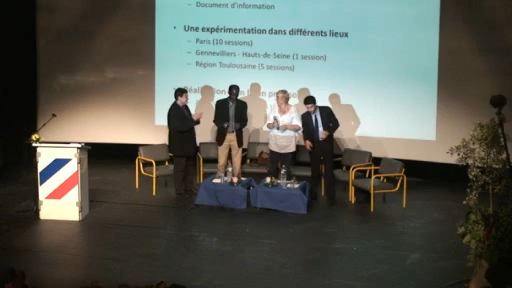 – Document d'information
• Une expérimentation dans différents lieux
– Paris (10 sessions)
– Gennevilliers - Hauts-de-Seine (1 session)
– Région Toulousaine (5 sessions)